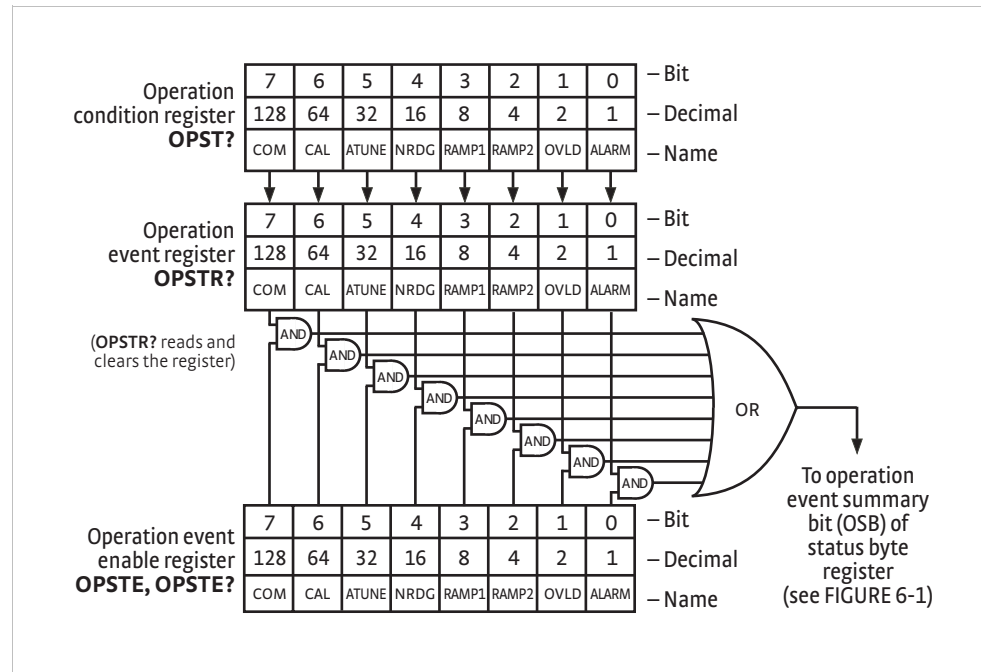 Operation
condition register
OPST?
7 6 5 4 3 2 1 0 – Bit
128 64 32 16 8 4 2 1 – Decimal
COM CAL ATUNE NRDG RAMP1 RAMP2 OVLD ALARM – Name
Operation
event register
OPSTR?
7 6 5 4 3 2 1 0 – Bit
128 64 32 16 8 4 2 1 – Decimal
COM CAL ATUNE NRDG RAMP1 RAMP2 OVLD ALARM – Name
(OPSTR? reads and
clears the register)
AND
AND
AND
AND
AND
AND
AND
AND
OR
To operation
event summary
bit (OSB) of
status byte
register
(see FIGURE 6-1)
Operation event
enable register
OPSTE, OPSTE?
7 6 5 4 3 2 1 0 – Bit
128 64 32 16 8 4 2 1 – Decimal
COM CAL ATUNE NRDG RAMP1 RAMP2 OVLD ALARM – Name